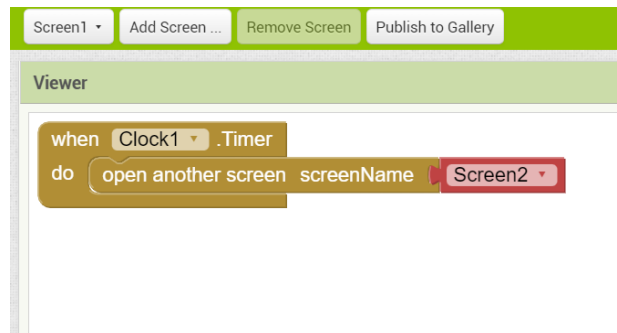 Screen1 Add Screen ... Remove Screen Publish to Gallery
Viewer
when Clock1 .Timer
do open another screen screenName Screen2